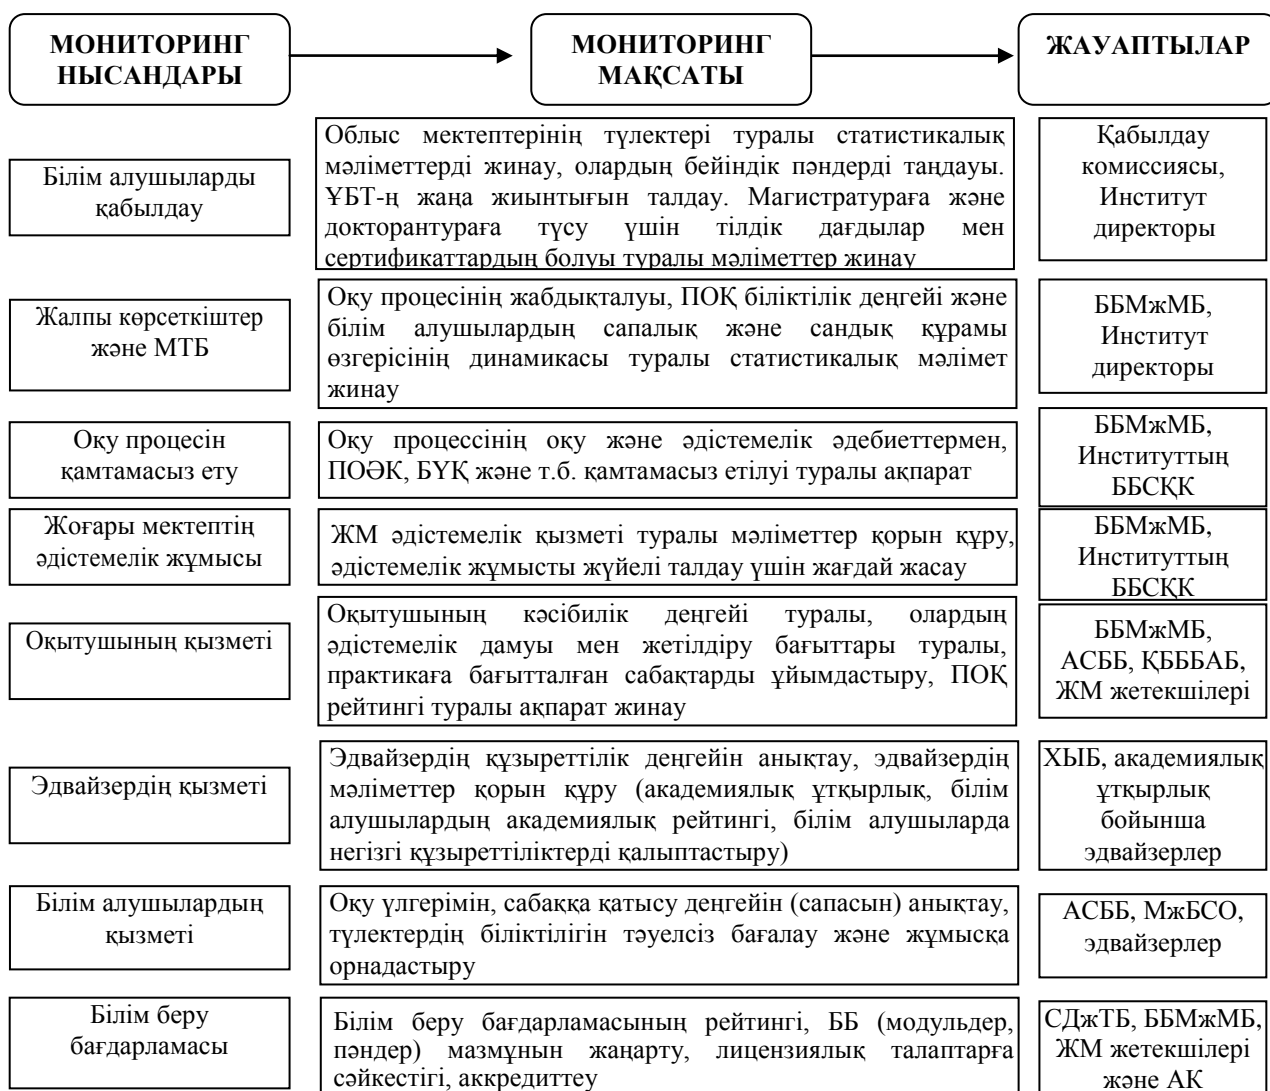 МОНИТОРИНГ
НЫСАНДАРЫ
МОНИТОРИНГ
МАҚСАТЫ
ЖАУАПТЫЛАР
Білім алушыларды
қабылдау
Облыс мектептерінің түлектері туралы статистикалық
мәліметтерді жинау, олардың бейіндік пәндерді таңдауы.
ҰБТ-ң жаңа жиынтығын талдау. Магистратураға және
докторантураға түсу үшін тілдік дағдылар мен
сертификаттардың болуы туралы мәліметтер жинау
Қабылдау
комиссиясы,
Институт
директоры
Жалпы көрсеткіштер
және МТБ
Оқу процесінің жабдықталуы, ПОҚ біліктілік деңгейі және
білім алушылардың сапалық және сандық құрамы
өзгерісінің динамикасы туралы статистикалық мәлімет
жинау
ББМжМБ,
Институт
директоры
Оқу процесін
қамтамасыз ету
Оқу процессінің оқу және әдістемелік әдебиеттермен,
ПОӘК, БҮҚ және т.б. қамтамасыз етілуі туралы ақпарат
ББМжМБ,
Институттың
ББСҚК
Жоғары мектептің
әдістемелік жұмысы
ЖМ әдістемелік қызметі туралы мәліметтер қорын құру,
әдістемелік жұмысты жүйелі талдау үшін жағдай жасау
ББМжМБ,
Институттың
ББСҚК
Оқытушының қызметі
Оқытушының кәсібилік деңгейі туралы, олардың
әдістемелік дамуы мен жетілдіру бағыттары туралы,
практикаға бағытталған сабақтарды ұйымдастыру, ПОҚ
рейтингі туралы ақпарат жинау
ББМжМБ,
АСББ, ҚБББАБ,
ЖМ жетекшілері
Эдвайзердің қызметі
Эдвайзердің құзыреттілік деңгейін анықтау, эдвайзердің
мәліметтер қорын құру (академиялық ұтқырлық, білім
алушылардың академиялық рейтингі, білім алушыларда
негізгі құзыреттіліктерді қалыптастыру)
ХЫБ, академиялық
ұтқырлық
бойынша
эдвайзерлер
Білім алушылардың
қызметі
Оқу үлгерімін, сабаққа қатысу деңгейін (сапасын) анықтау,
түлектердің біліктілігін тәуелсіз бағалау және жұмысқа
орнадастыру
АСББ, МжБСО,
эдвайзерлер
Білім беру
бағдарламасы
Білім беру бағдарламасының рейтингі, ББ (модульдер,
пәндер) мазмұнын жаңарту, лицензиялық талаптарға
сәйкестігі, аккредиттеу
СДжТБ, ББМжМБ,
ЖМ жетекшілері
және АК